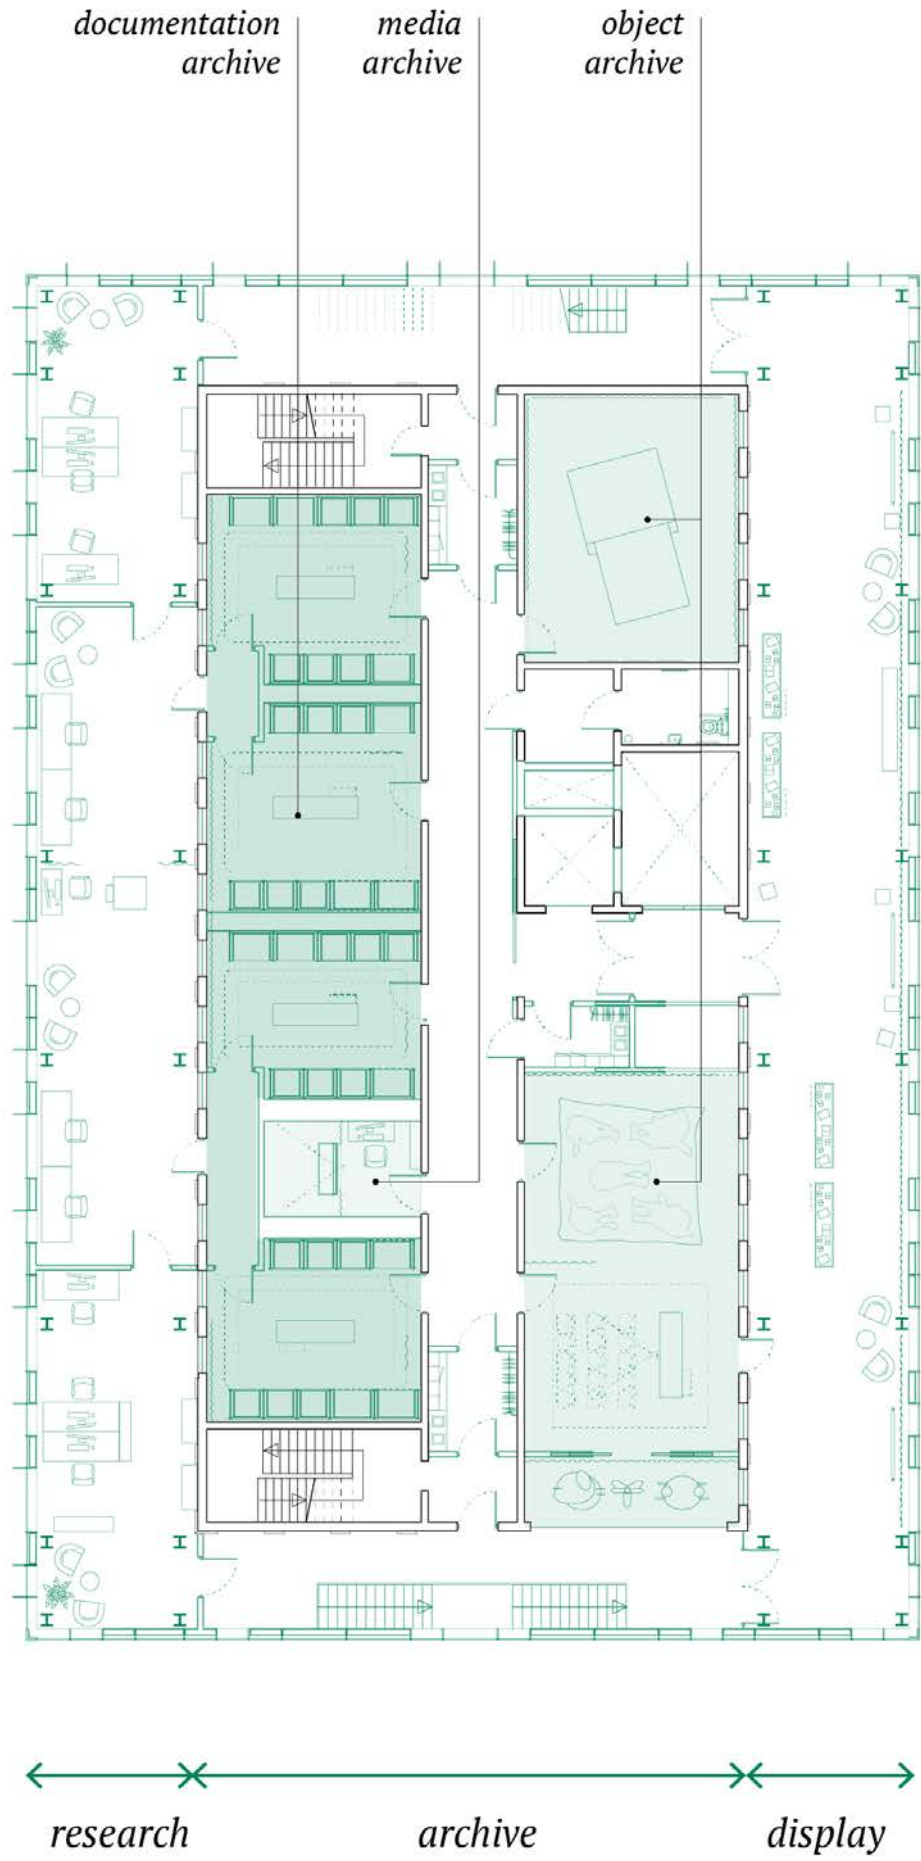 documentation
archive
media
archive
object
archive
research
archive
display